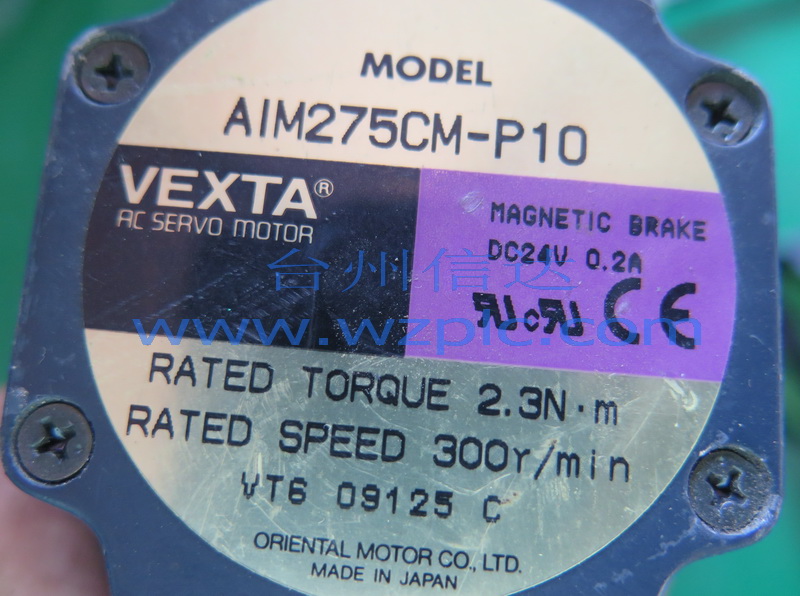 MODEL
AIM275CM-P10
VEXTA®
AC SERVO MOTOR
MAGNETIC BRAKE
DC24V 0.2A
CE
台州信达
www.wzplc.com
RATED TORQUE 2.3N·m
RATED SPEED 300r/min
VT6 09125 C
ORIENTAL MOTOR CO., LTD.
MADE IN JAPAN